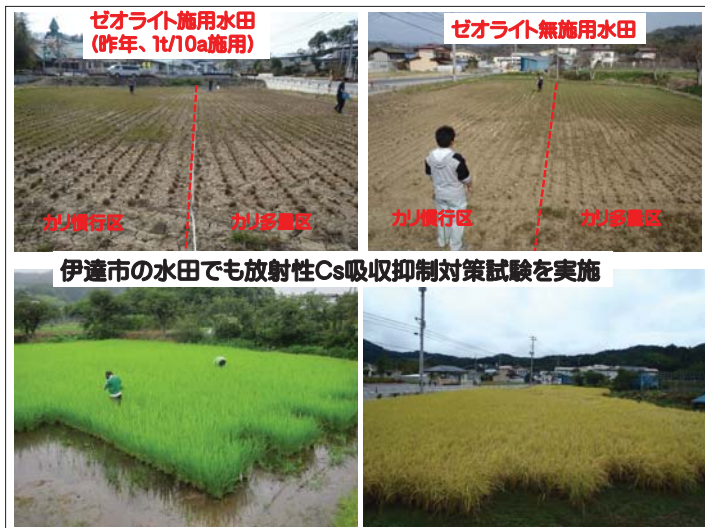 ゼオライト施用水田
(昨年、1t/10a施用)
ゼオライト無施用水田
カリ慣行区
カリ多量区
カリ慣行区
カリ多量区
伊達市の水田でも放射性Cs吸収抑制対策試験を実施